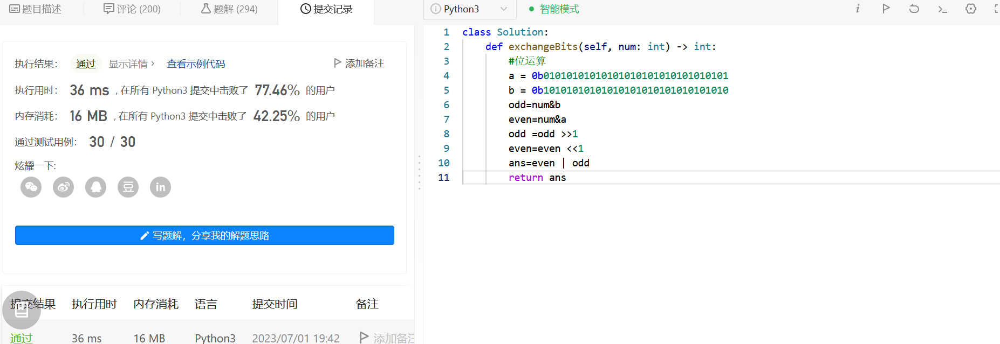 题目描述
评论 (200)
题解 (294)
提交记录
执行结果：
通过
显示详情 >
查看示例代码
添加备注
执行用时： 36 ms , 在所有 Python3 提交中击败了 77.46% 的用户
内存消耗： 16 MB , 在所有 Python3 提交中击败了 42.25% 的用户
通过测试用例： 30 / 30
炫耀一下:
豆
in
写题解，分享我的解题思路
提交结果 执行用时 内存消耗 语言 提交时间 备注
通过 36 ms 16 MB Python3 2023/07/01 19:42 添加备注
i Python3
智能模式
i
1 class Solution:
2 def exchangeBits(self, num: int) -> int:
3 #位运算
4 a = 0b01010101010101010101010101010101
5 b = 0b10101010101010101010101010101010
6 odd=num&b
7 even=num&a
8 odd =odd >>1
9 even=even <<1
10 ans=even | odd
11 return ans